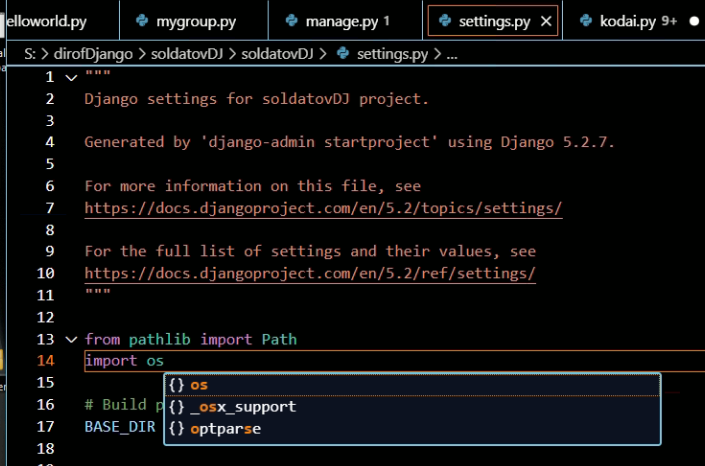 elloworld.py mygroup.py manage.py 1 settings.py kodai.py 9+
S: > dirofDjango > soldatovDJ > soldatovDJ > settings.py > ...
1 """
2 Django settings for soldatovDJ project.
3
4 Generated by 'django-admin startproject' using Django 5.2.7.
5
6 For more information on this file, see
7 https://docs.djangoproject.com/en/5.2/topics/settings/
8
9 For the full list of settings and their values, see
10 https://docs.djangoproject.com/en/5.2/ref/settings/
11 """
12
13 from pathlib import Path
14 import os
15 {} os
16 # Build p {} _osx_support
17 BASE_DIR {} optparse
18